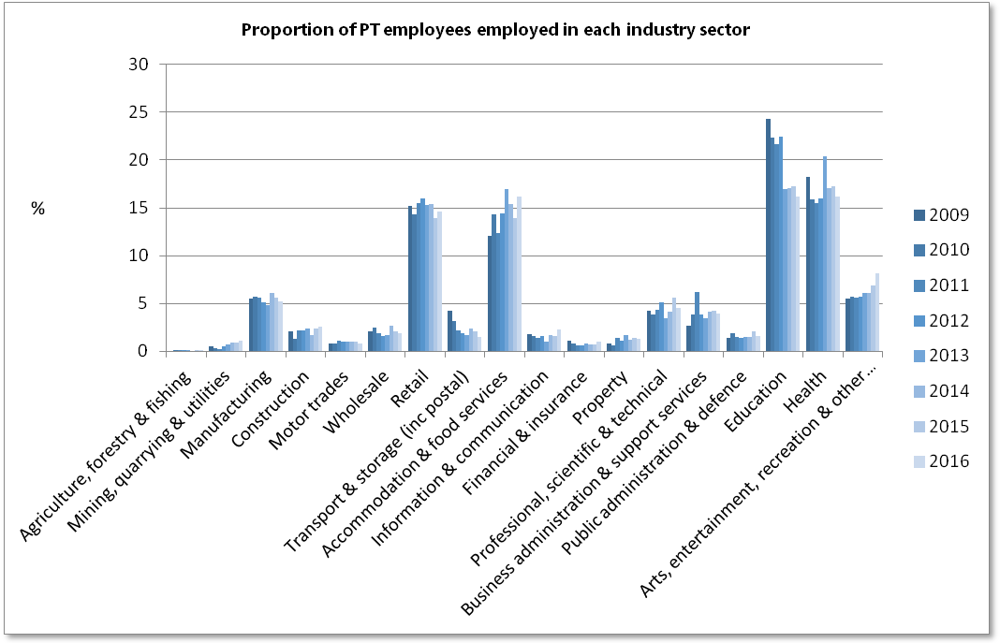 Proportion of PT employees employed in each industry sector
30
25
20
15
10
5
0
%
Agriculture, forestry & fishing
Mining, quarrying & utilities
Manufacturing
Construction
Motor trades
Wholesale
Retail
Transport & storage (inc postal)
Accommodation & food services
Information & communication
Financial & insurance
Property
Professional, scientific & technical
Business administration & support services
Public administration & defence
Education
Health
Arts, entertainment, recreation & other...
2009
2010
2011
2012
2013
2014
2015
2016